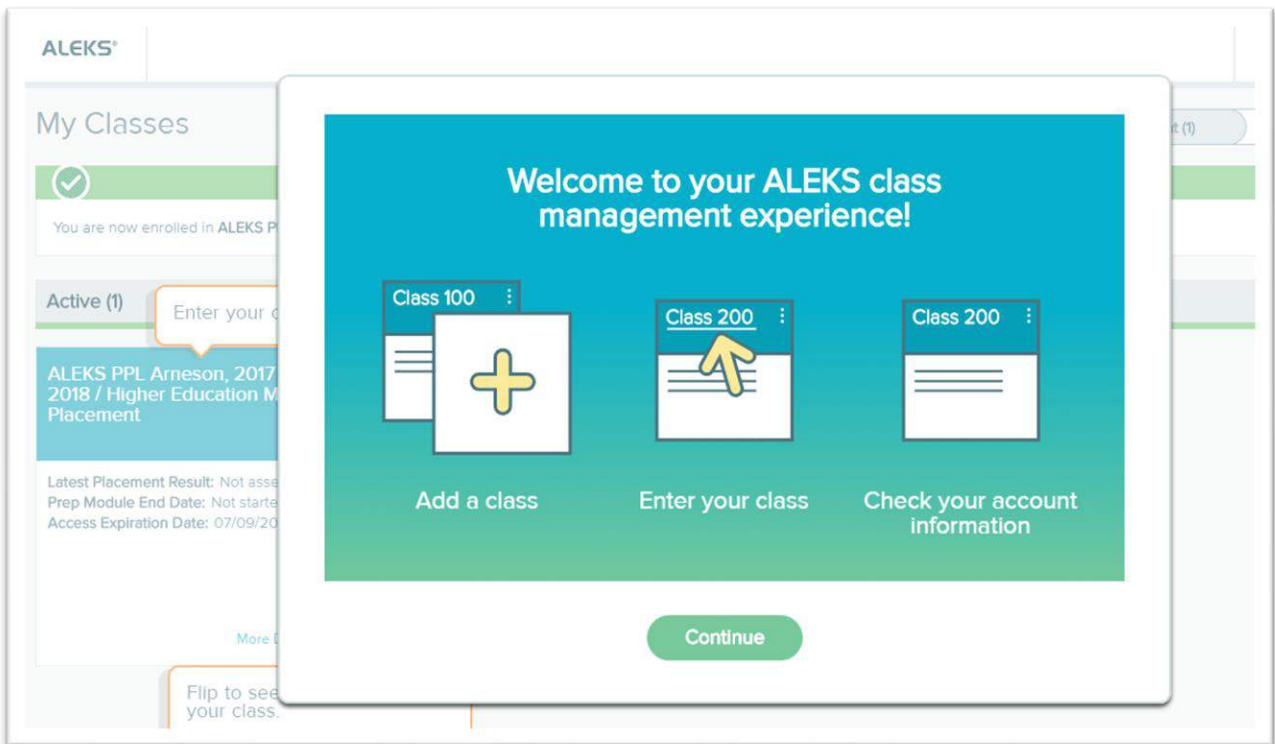 ALEKS®
My Classes
t (1)
You are now enrolled in ALEKS P
Active (1)
Enter your c
ALEKS PPL Arneson, 2017
2018 / Higher Education M
Placement
Latest Placement Result: Not asse
Prep Module End Date: Not starte
Access Expiration Date: 07/09/20
More
Flip to see
your class.
Welcome to your ALEKS class
management experience!
Class 100
Class 200
Class 200
Add a class
Enter your class
Check your account
information
Continue